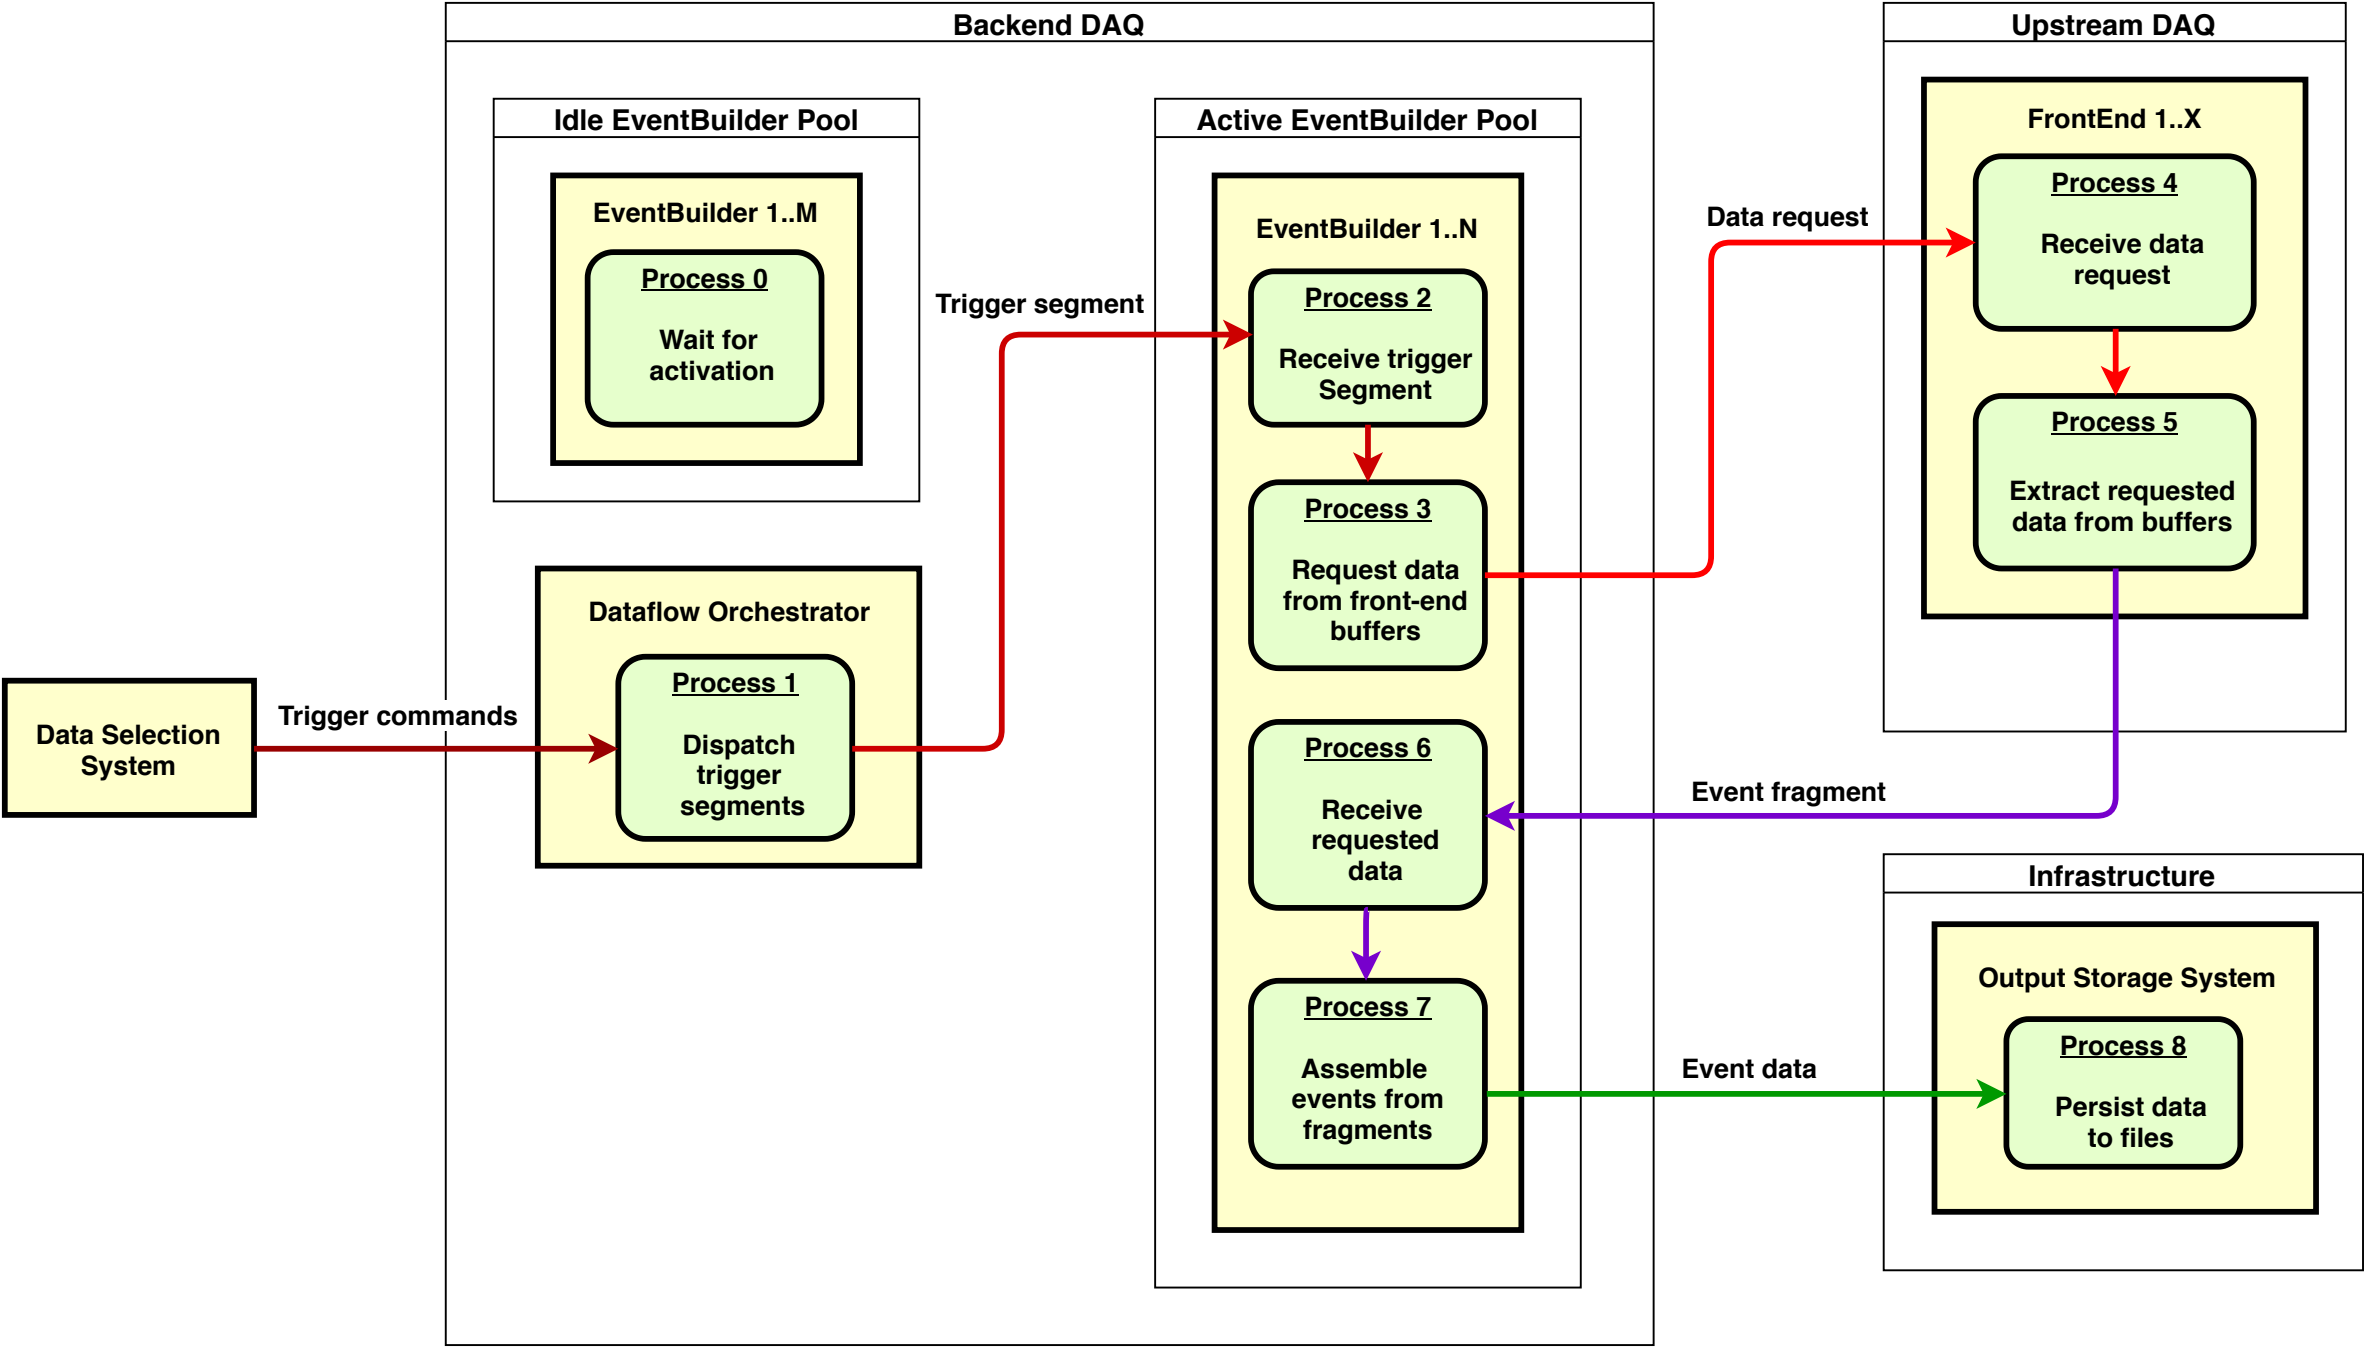 Backend DAQ
Upstream DAQ
Idle EventBuilder Pool
Active EventBuilder Pool
FrontEnd 1..X
EventBuilder 1..M
EventBuilder 1..N
Process 0
Wait for
activation
Trigger segment
Process 2
Receive trigger
Segment
Data request
Process 4
Receive data
request
Process 3
Request data
from front-end
buffers
Process 5
Extract requested
data from buffers
Dataflow Orchestrator
Data Selection
System
Trigger commands
Process 1
Dispatch
trigger
segments
Process 6
Receive
requested
data
Event fragment
Infrastructure
Output Storage System
Process 7
Assemble
events from
fragments
Event data
Process 8
Persist data
to files